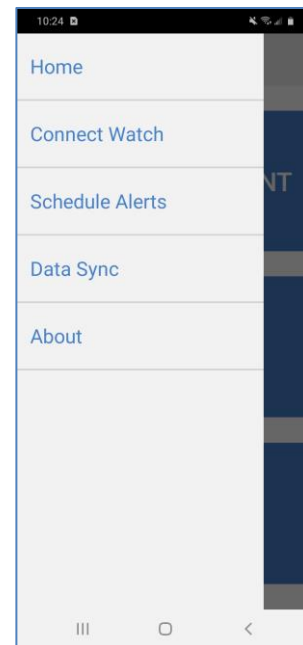 10:24
Home
NT
Connect Watch
Schedule Alerts
Data Sync
About